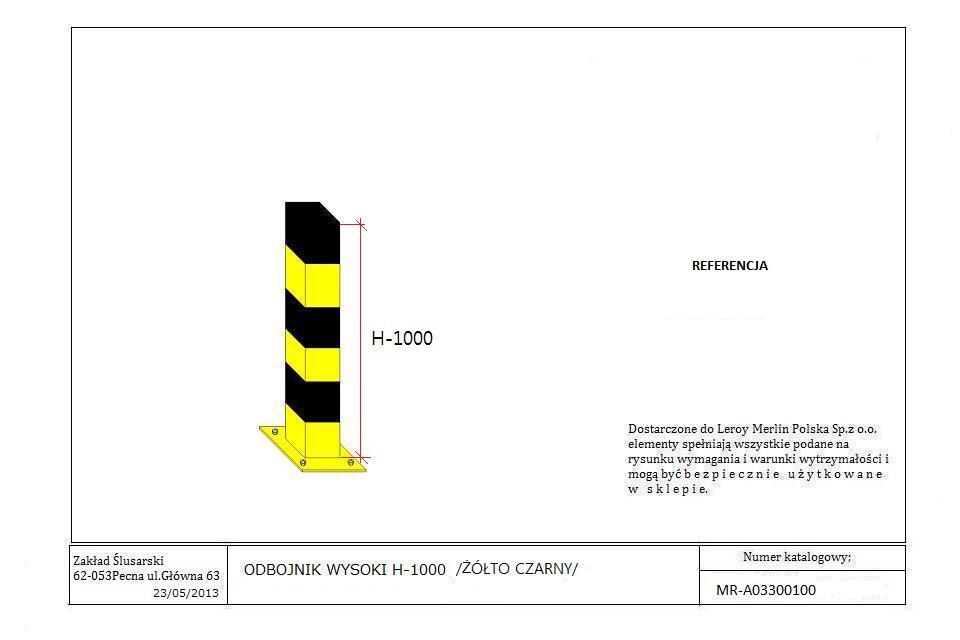 REFERENCJA
H-1000
Dostarczone do Leroy Merlin Polska Sp.z o.o.
elementy spełniają wszystkie podane na
rysunku wymagania i warunki wytrzymałości i
mogą być b e z p i e c z n i e u ż y t k o w a n e
w s k l e p i e.
Zakład Ślusarski
62-053Pecna ul.Główna 63
23/05/2013
ODBOJNIK WYSOKI H-1000 /ŻÓŁTO CZARNY/
Numer katalogowy;
MR-A03300100